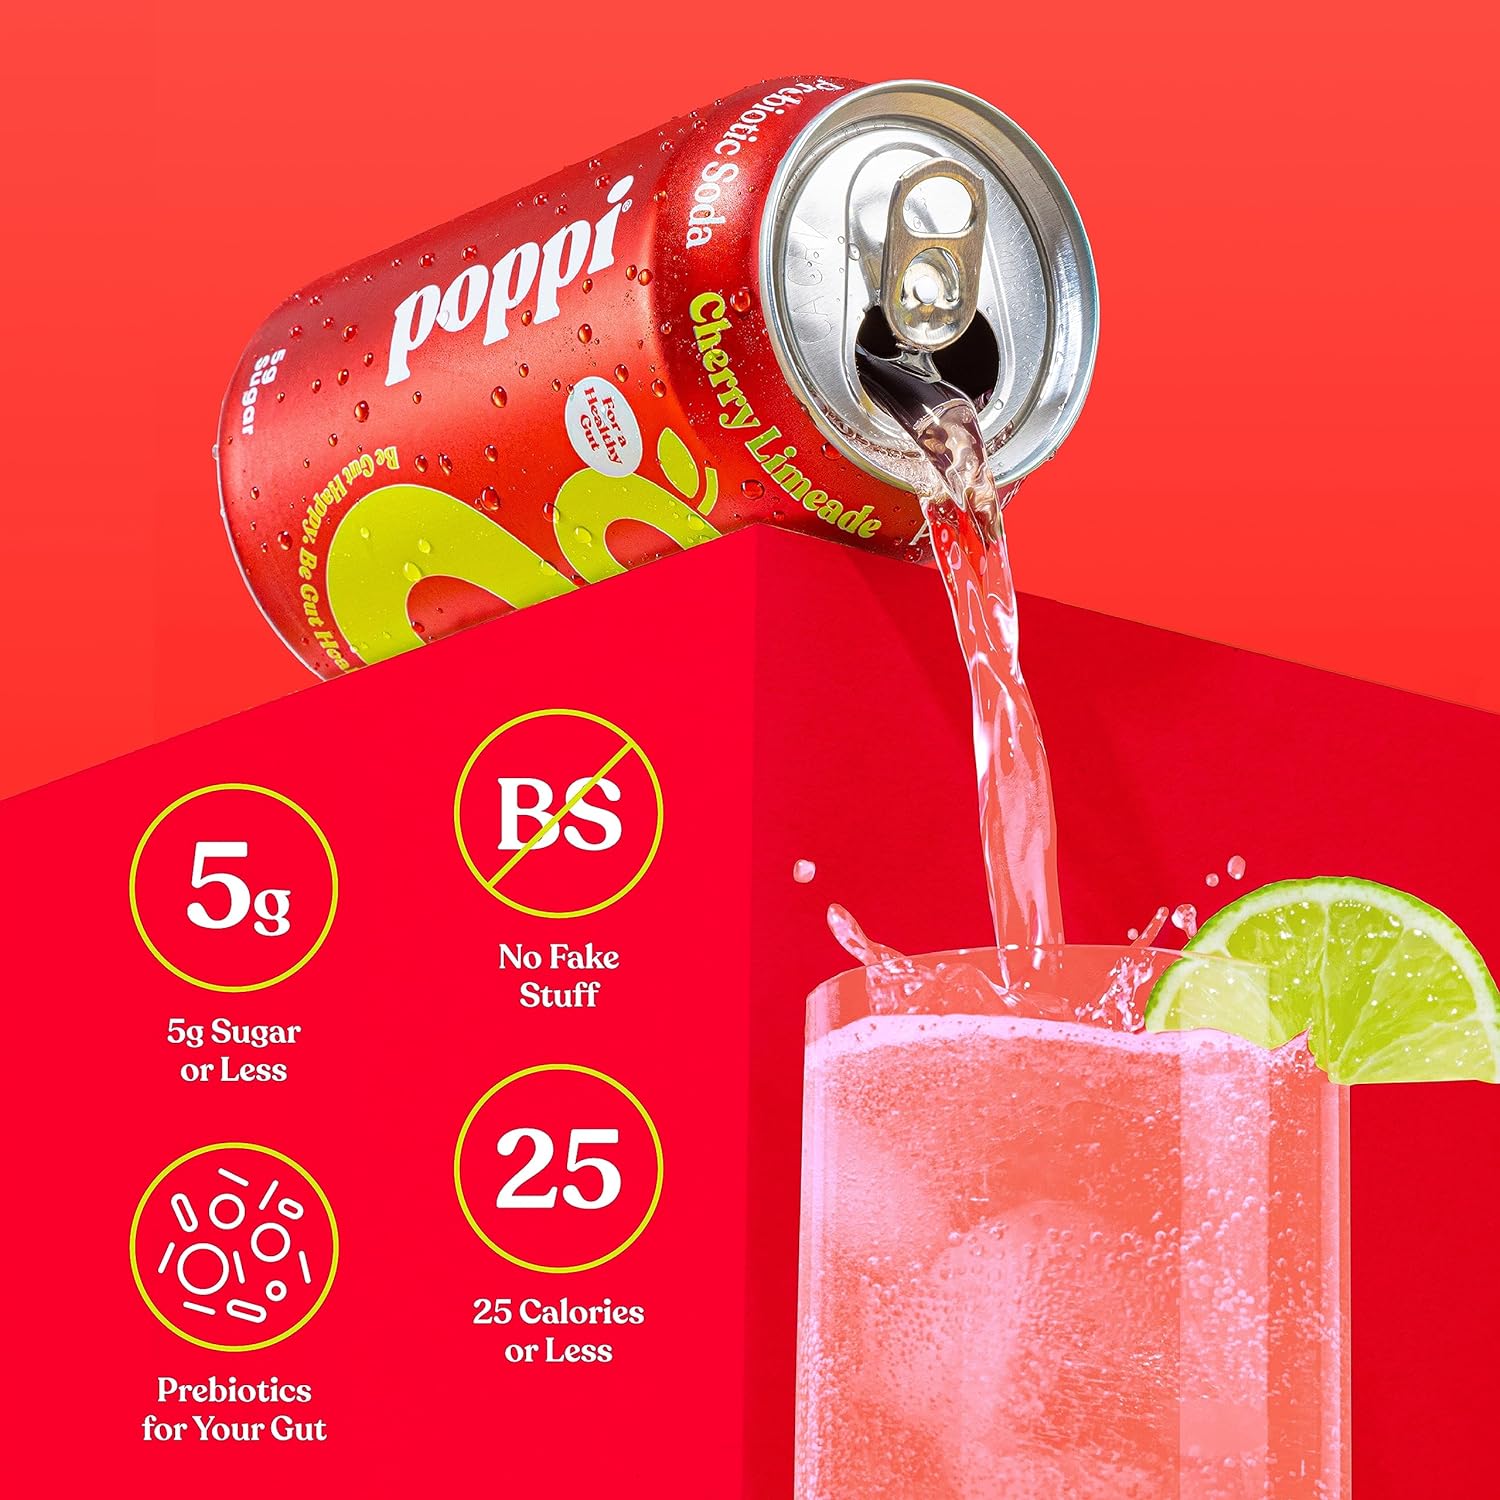 Prebiotic Soda
poppi®
Cherry Limeade
5g
Sugar
For a
Healthy
Gut
Be Gut Happy. Be Gut
BS
5g
No Fake
Stuff
5g Sugar
or Less
25
25 Calories
or Less
Prebiotics
for Your Gut